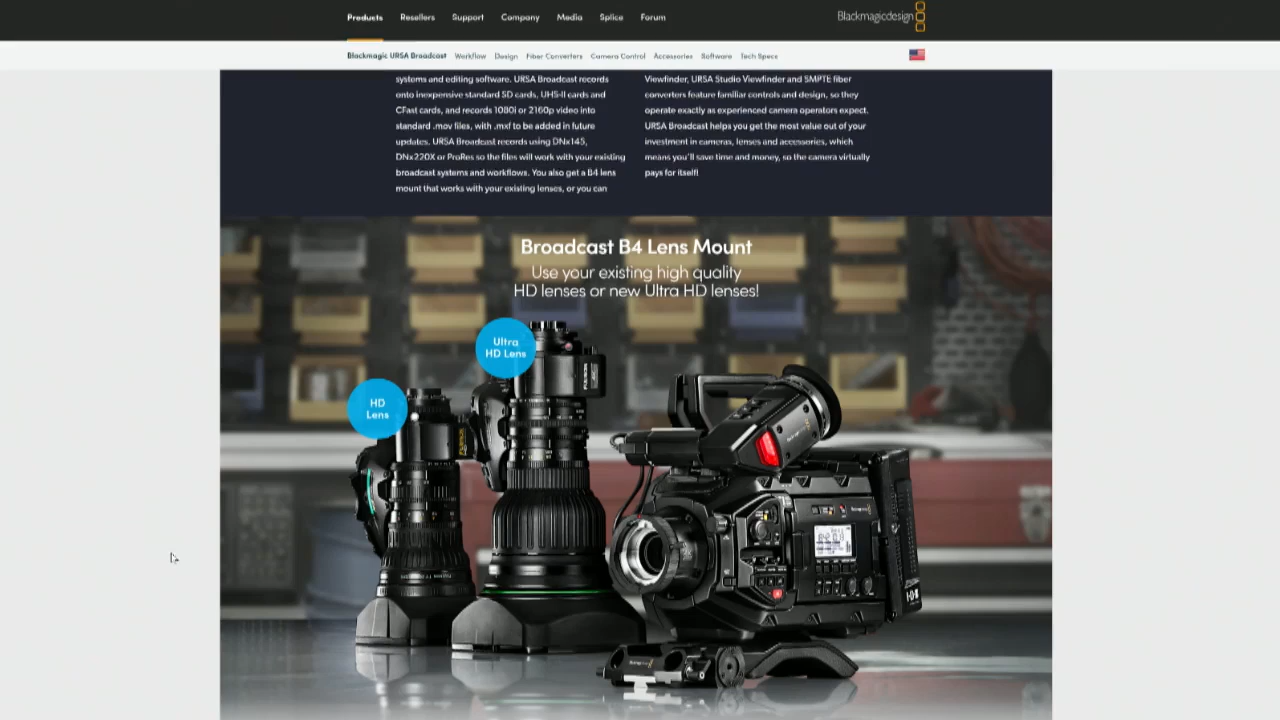 Products Resellers Support Company Media Splice Forum
Blackmagicdesign
Blackmagic URSA Broadcast Workflow Design Fiber Converters Camera Control Accessories Software Tech Specs
systems and editing software. URSA Broadcast records
onto inexpensive standard SD cards, UHS-II cards and
CFast cards, and records 1080i or 2160p video into
standard .mov files, with .mxf to be added in future
updates. URSA Broadcast records using DNx145,
DNx220X or ProRes so the files will work with your existing
broadcast systems and workflows. You also get a B4 lens
mount that works with your existing lenses, or you can
Viewfinder, URSA Studio Viewfinder and SMPTE fiber
converters feature familiar controls and design, so they
operate exactly as experienced camera operators expect.
URSA Broadcast helps you get the most value out of your
investment in cameras, lenses and accessories, which
means you'll save time and money, so the camera virtually
pays for itself!
Broadcast B4 Lens Mount
Use your existing high quality
HD lenses or new Ultra HD lenses!
Ultra
HD Lens
HD
Lens
FUJINON